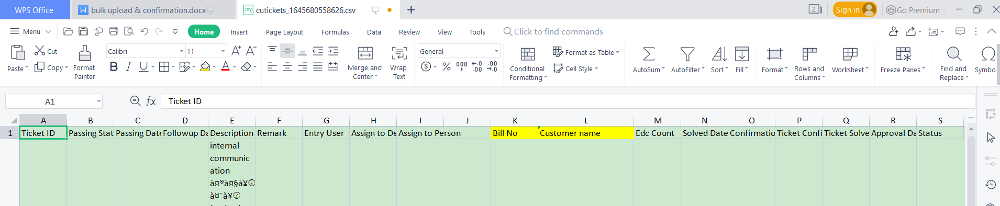 WPS Office
bulk upload & confirmation.docx
cutickets_1645680558626.csv
2
Sign in
Go Premium
Menu
Home
Insert
Page Layout
Formulas
Data
Review
View
Tools
Click to find commands
Paste
Cut
Copy
Format Painter
Calibri
11
A+ A-
B I U A
Merge and Center
Wrap Text
General
Conditional Formatting
Format as Table
Cell Style
AutoSum
AutoFilter
Sort
Fill
Format
Rows and Columns
Worksheet
Freeze Panes
Find and Replace
Symbo
A1
fx
Ticket ID
A B C D E F G H I J K L M N O P Q R S
1 Ticket ID Passing Stat Passing Date Followup Da Description Remark Entry User Assign to De Assign to Person Bill No Customer name Edc Count Solved Date Confirmatio Ticket Confi Ticket Solve Approval Da Status
internal
communic
ation